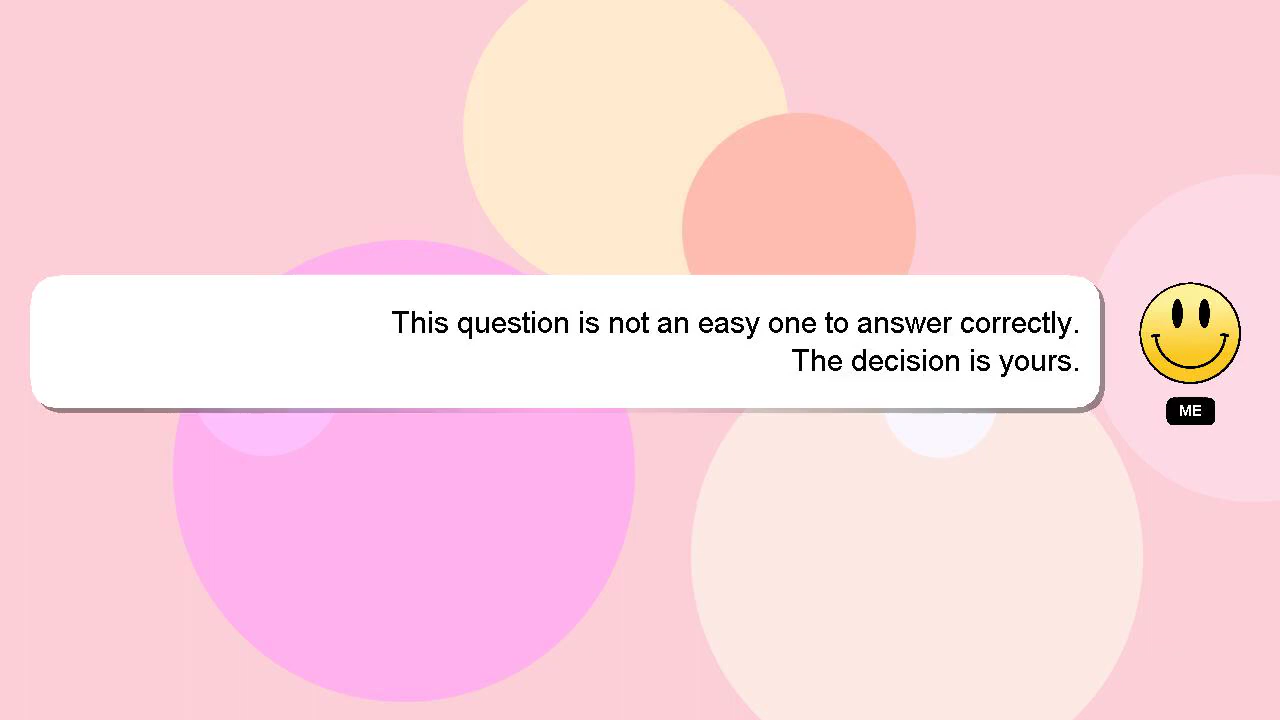 This question is not an easy one to answer correctly.
The decision is yours.
ME